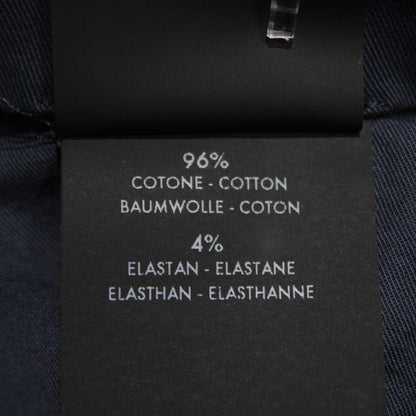 96%
COTONE - COTTON
BAUMWOLLE - COTON
4%
ELASTAN - ELASTANE
ELASTHAN - ELASTHANNE